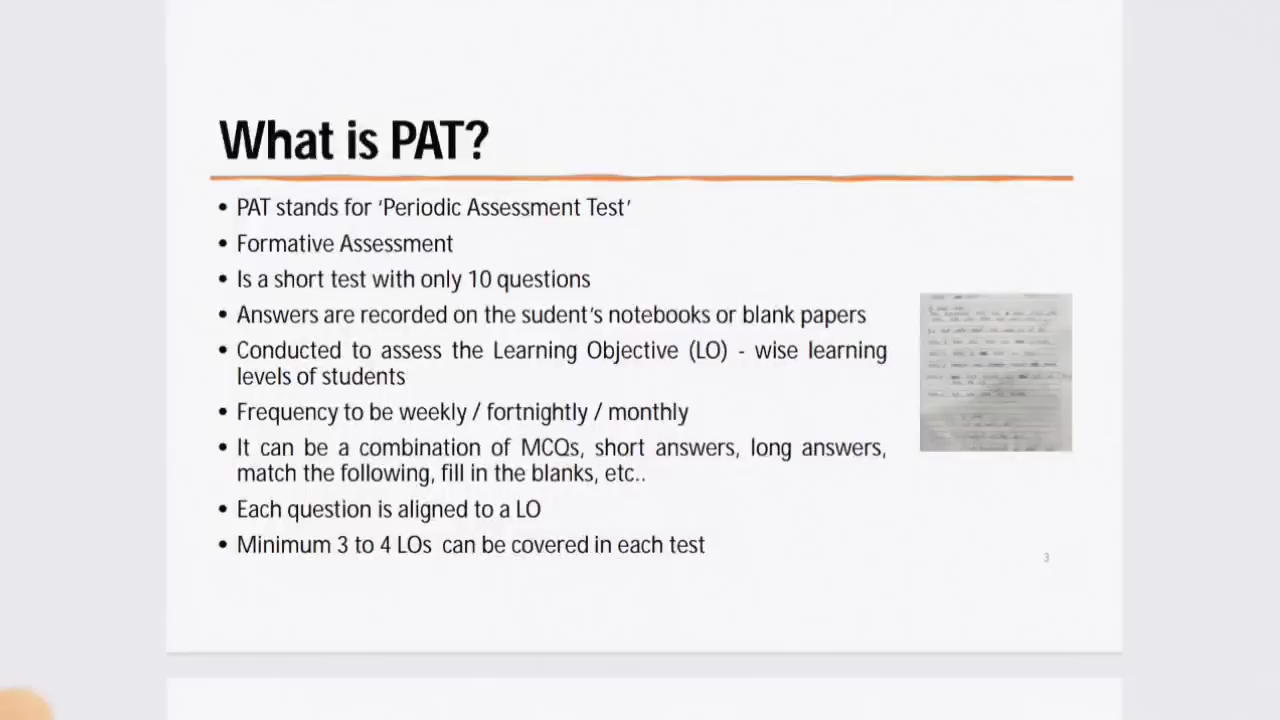 What is PAT?
• PAT stands for ‘Periodic Assessment Test’
• Formative Assessment
• Is a short test with only 10 questions
• Answers are recorded on the sudent’s notebooks or blank papers
• Conducted to assess the Learning Objective (LO) - wise learning
levels of students
• Frequency to be weekly / fortnightly / monthly
• It can be a combination of MCQs, short answers, long answers,
match the following, fill in the blanks, etc..
• Each question is aligned to a LO
• Minimum 3 to 4 LOs can be covered in each test
3